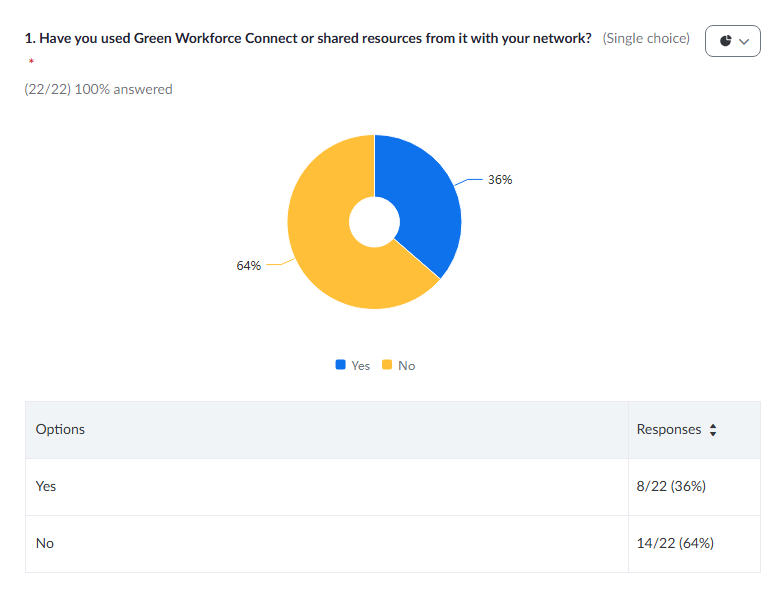 1. Have you used Green Workforce Connect or shared resources from it with your network? (Single choice)
*
(22/22) 100% answered
36%
64%
Yes No
Options Responses
Yes 8/22 (36%)
No 14/22 (64%)